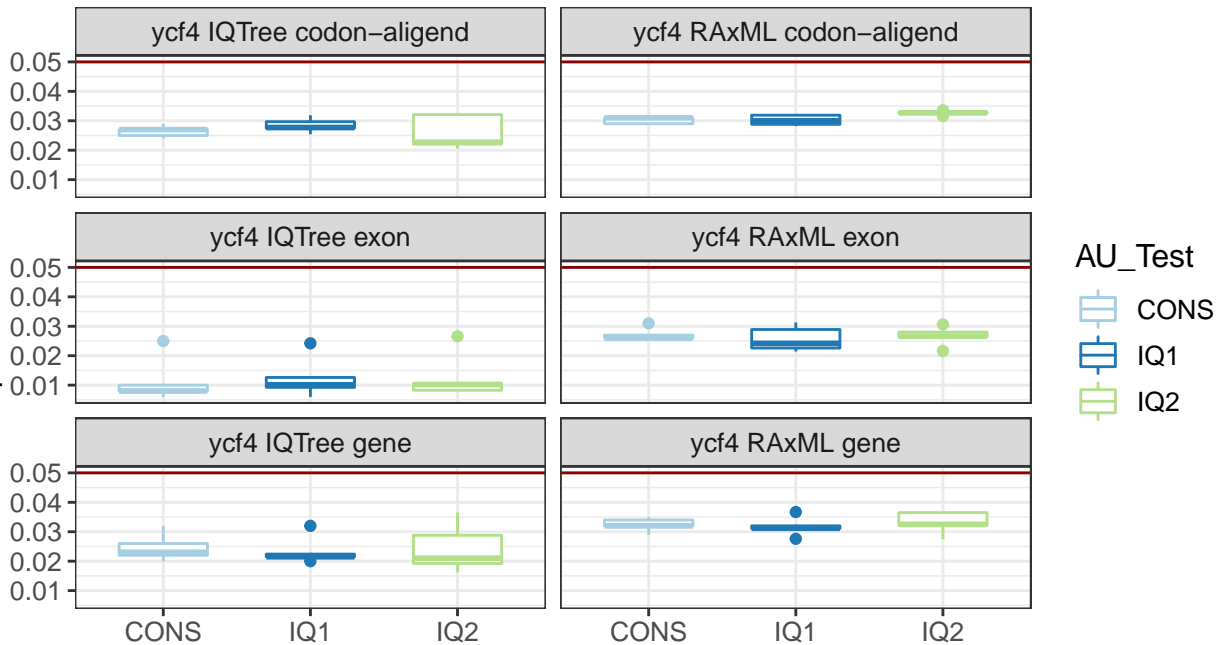 ycf4 IQTree codon−aligend
ycf4 RAxML codon−aligend
0.05
0.04
0.03
0.02
0.01
ycf4 IQTree exon
ycf4 RAxML exon
0.05
0.04
0.03
0.02
0.01
ycf4 IQTree gene
ycf4 RAxML gene
0.05
0.04
0.03
0.02
0.01
CONS IQ1 IQ2
CONS IQ1 IQ2
AU_Test
CONS
IQ1
IQ2